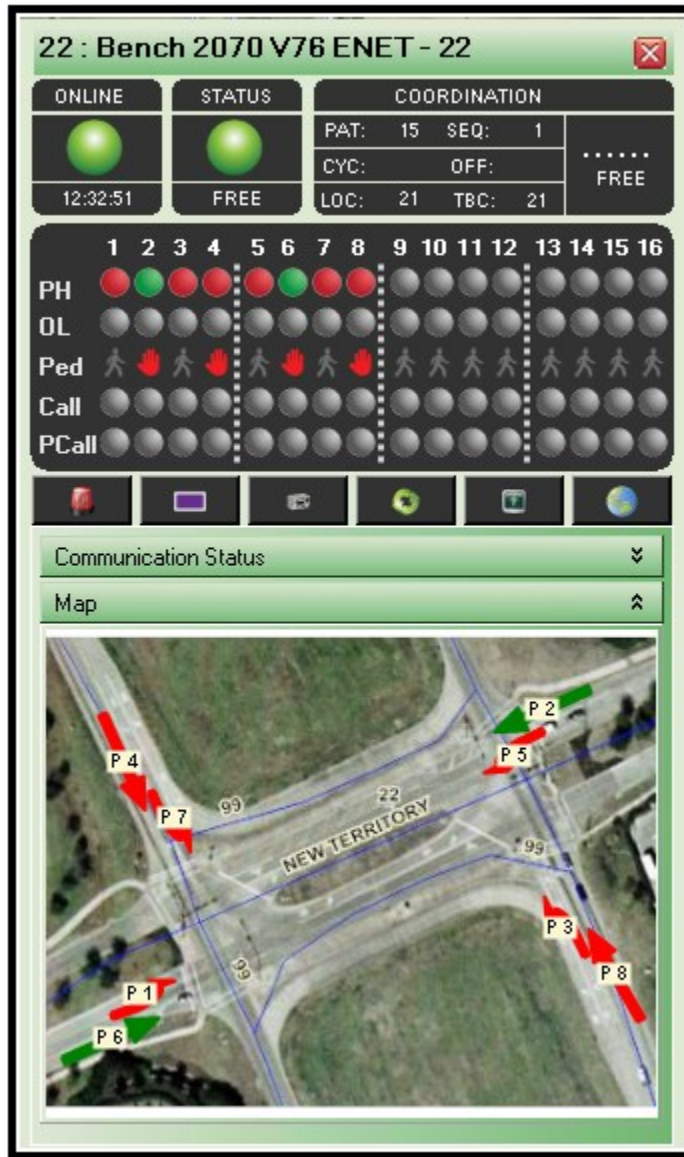 22 : Bench 2070 V76 ENET - 22
ONLINE STATUS COORDINATION
PAT: 15 SEQ: 1
CYC: OFF: ...... FREE
12:32:51 FREE LOC: 21 TBC: 21
1 2 3 4 5 6 7 8 9 10 11 12 13 14 15 16
PH
OL
Ped
Call
PCall
Communication Status
Map
P 2
P 4 P 5
P 7 99 22
NEW TERRITORY
99
P 3
99
P 1 P 8
P 6